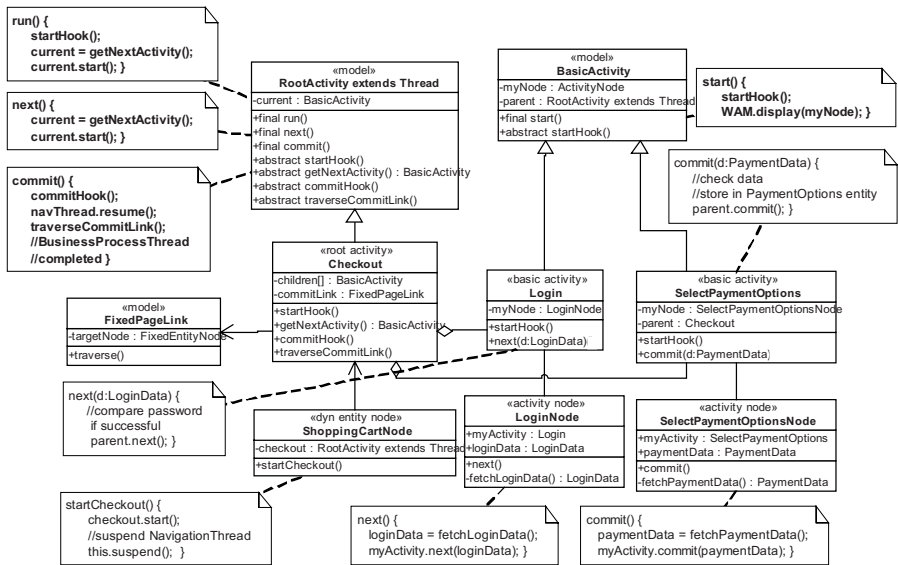 run() {
startHook();
current = getNextActivity();
current.start(); }
next() {
current = getNextActivity();
current.start(); }
commit() {
commitHook();
navThread.resume();
traverseCommitLink();
//BusinessProcessThread
//completed }
«model»
RootActivity extends Thread
-current : BasicActivity
+final run()
+final next()
+final commit()
+abstract startHook()
+abstract getNextActivity() : BasicActivity
+abstract commitHook()
+abstract traverseCommitLink()
«model»
BasicActivity
-myNode : ActivityNode
-parent : RootActivity extends Thread
+final start()
+abstract startHook()
start() {
startHook();
WAM.display(myNode); }
commit(d:PaymentData) {
//check data
//store in PaymentOptions entity
parent.commit(); }
«root activity»
Checkout
-children[] : BasicActivity
-commitLink : FixedPageLink
+startHook()
+getNextActivity() : BasicActivity
+commitHook()
+traverseCommitLink()
«basic activity»
Login
-myNode : LoginNode
+startHook()
+next(d:LoginData)
«basic activity»
SelectPaymentOptions
-myNode : SelectPaymentOptionsNode
-parent : Checkout
+startHook()
+commit(d:PaymentData)
«model»
FixedPageLink
-targetNode : FixedEntityNode
+traverse()
next(d:LoginData) {
//compare password
if successful
parent.next(); }
«dyn entity node»
ShoppingCartNode
-checkout : RootActivity extends Thread
+startCheckout()
«activity node»
LoginNode
+myActivity : Login
+loginData : LoginData
+next()
-fetchLoginData() : LoginData
«activity node»
SelectPaymentOptionsNode
+myActivity : SelectPaymentOptions
+paymentData : PaymentData
+commit()
-fetchPaymentData() : PaymentData
startCheckout() {
checkout.start();
//suspend NavigationThread
this.suspend(); }
next() {
loginData = fetchLoginData();
myActivity.next(loginData); }
commit() {
paymentData = fetchPaymentData();
myActivity.commit(paymentData); }